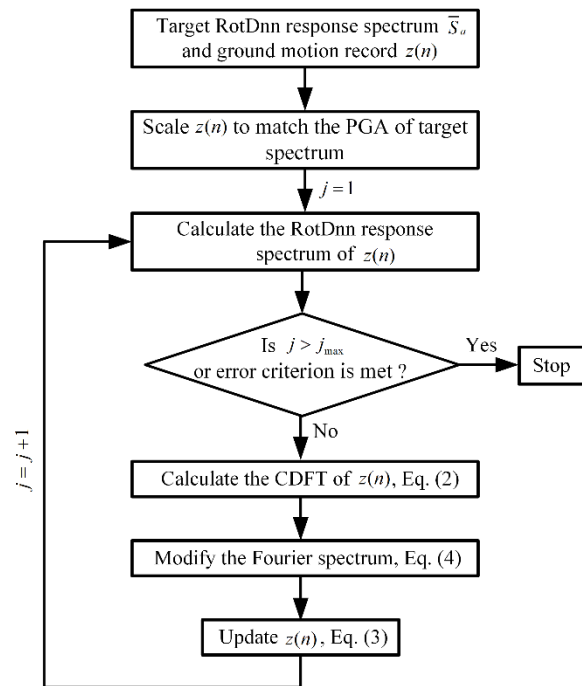 Target RotDnn response spectrum S̅ₐ
and ground motion record z(n)
Scale z(n) to match the PGA of target
spectrum
j = 1
Calculate the RotDnn response
spectrum of z(n)
Is j > jₘₐₓ
or error criterion is met ?
Yes
Stop
No
Calculate the CDFT of z(n), Eq. (2)
Modify the Fourier spectrum, Eq. (4)
Update z(n), Eq. (3)
j = j + 1